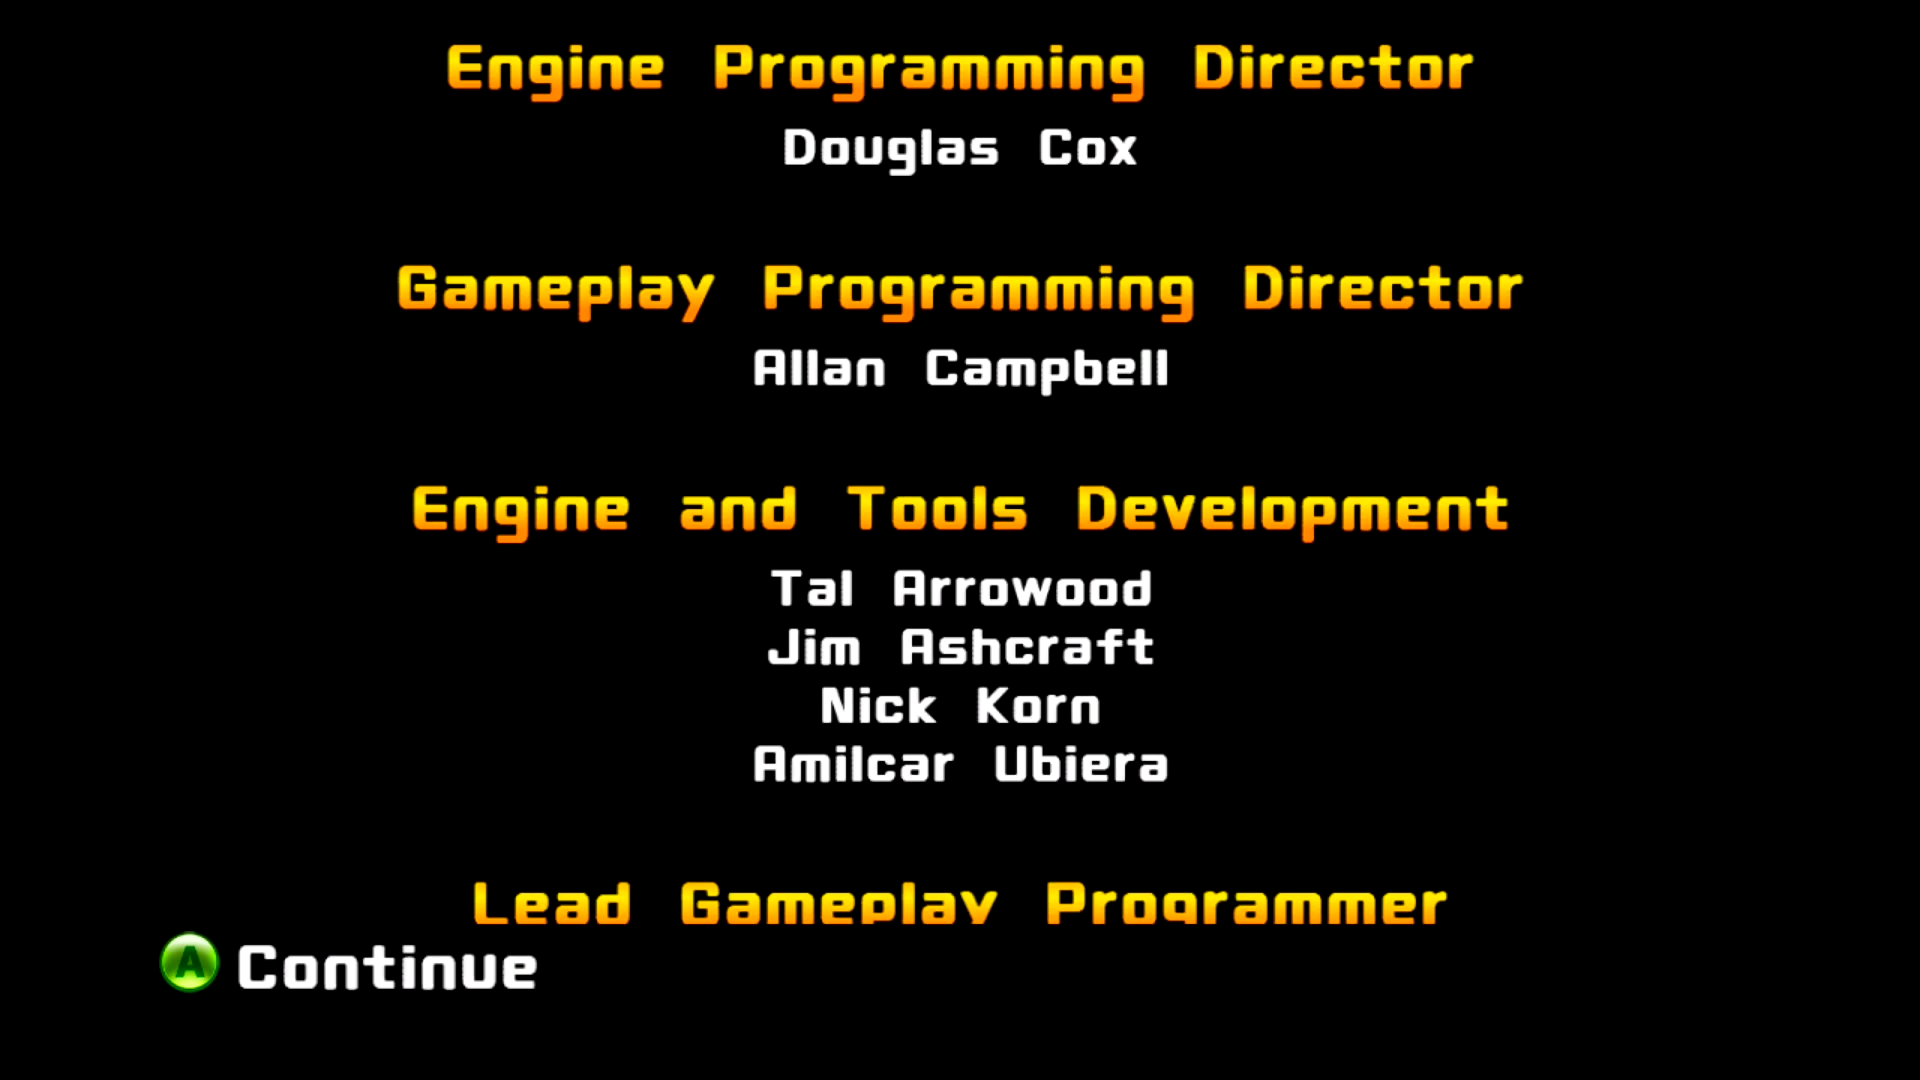 Engine Programming Director
Douglas Cox
Gameplay Programming Director
Allan Campbell
Engine and Tools Development
Tal Arrowood
Jim Ashcraft
Nick Korn
Amilcar Ubiera
Lead Gameplay Programmer
A Continue